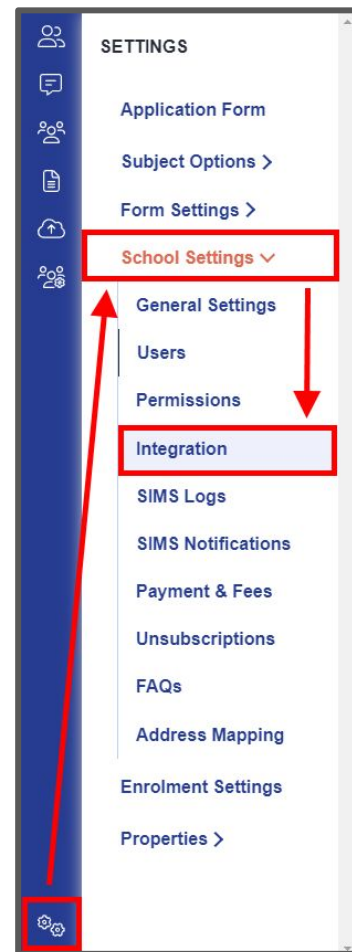 SETTINGS
Application Form
Subject Options >
Form Settings >
School Settings
General Settings
Users
Permissions
Integration
SIMS Logs
SIMS Notifications
Payment & Fees
Unsubscriptions
FAQs
Address Mapping
Enrolment Settings
Properties >